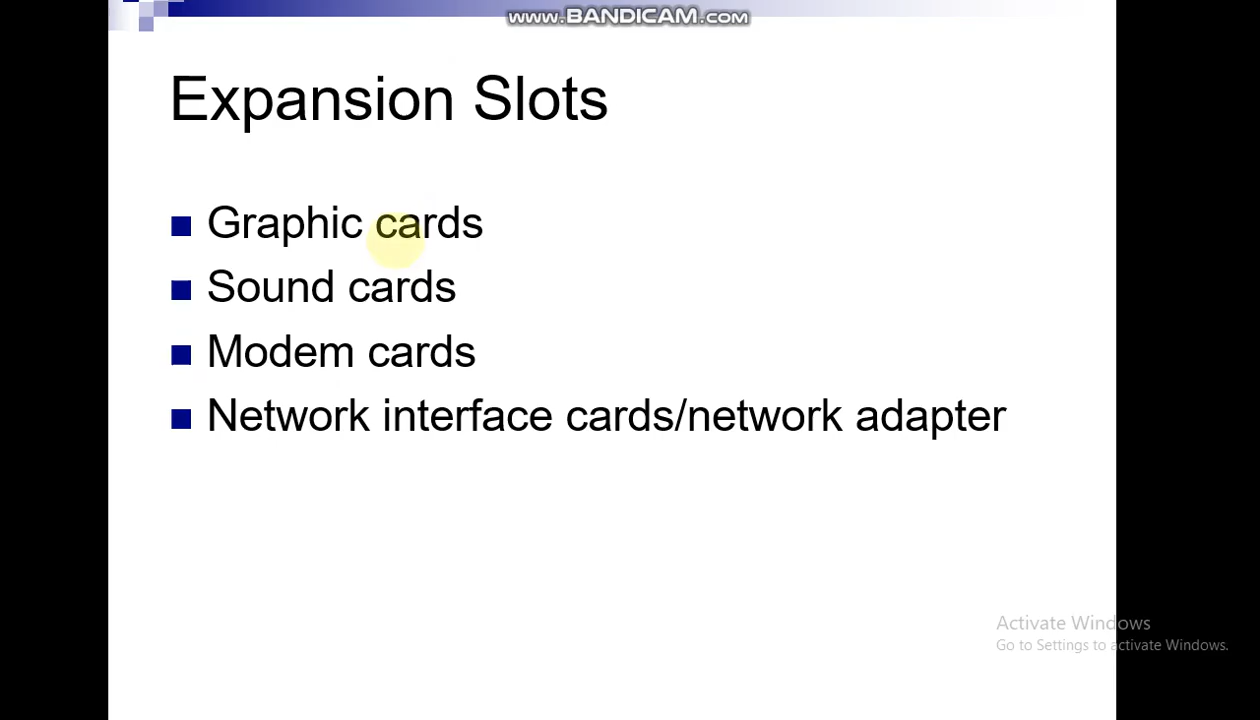 www.BANDICAM.com
Expansion Slots
Graphic cards
Sound cards
Modem cards
Network interface cards/network adapter
Activate Windows
Go to Settings to activate Windows.